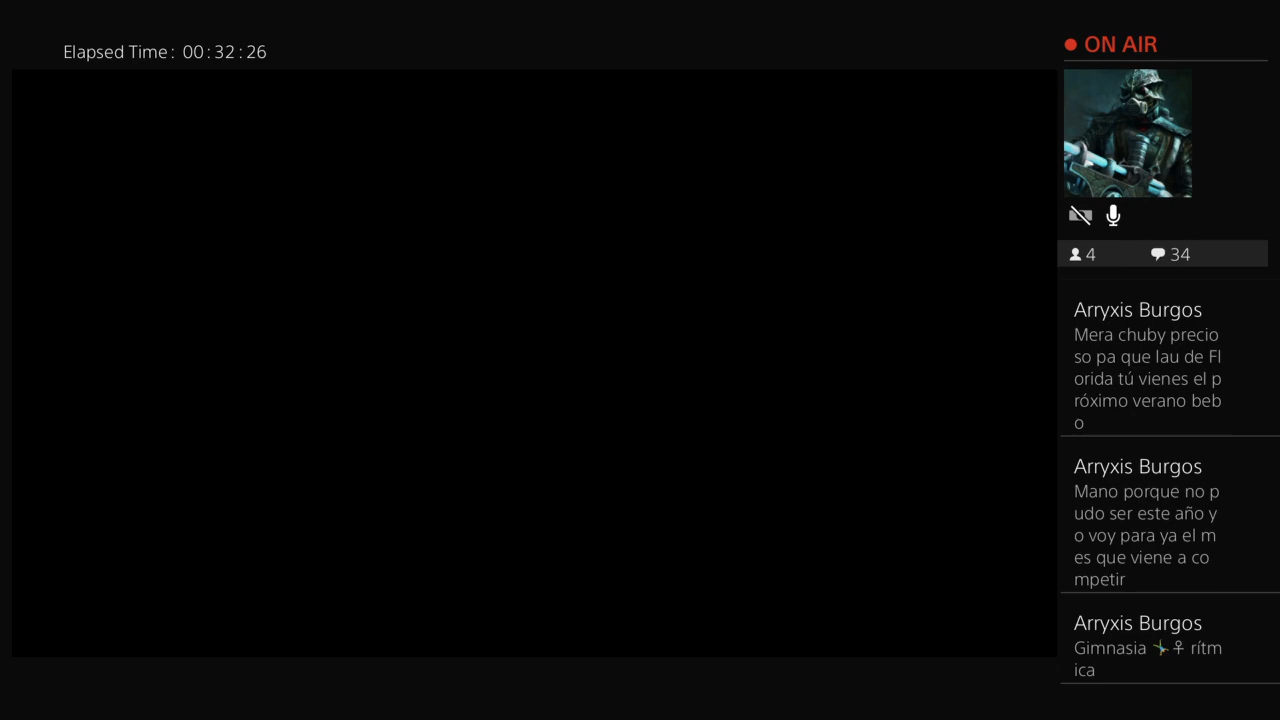 Elapsed Time: 00:32:26
ON AIR
4 34
Arryxis Burgos
Mera chuby precio
so pa que lau de Fl
orida tú vienes el p
róximo verano beb
o
Arryxis Burgos
Mano porque no p
udo ser este año y
o voy para ya el m
es que viene a co
mpetir
Arryxis Burgos
Gimnasia 🤸♀ rítm
ica